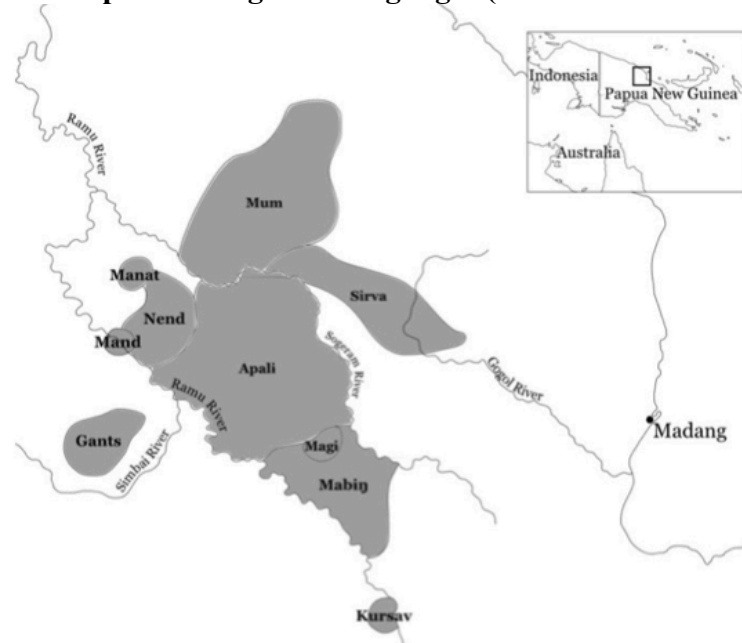 Indonesia
Papua New Guinea
Australia
Ramu River
Mum
Manat
Nend
Mand
Sirva
Apali
Sogeram River
Gogol River
Ramu River
Gants
Simbai River
Magi
Mabiŋ
Madang
Kursav